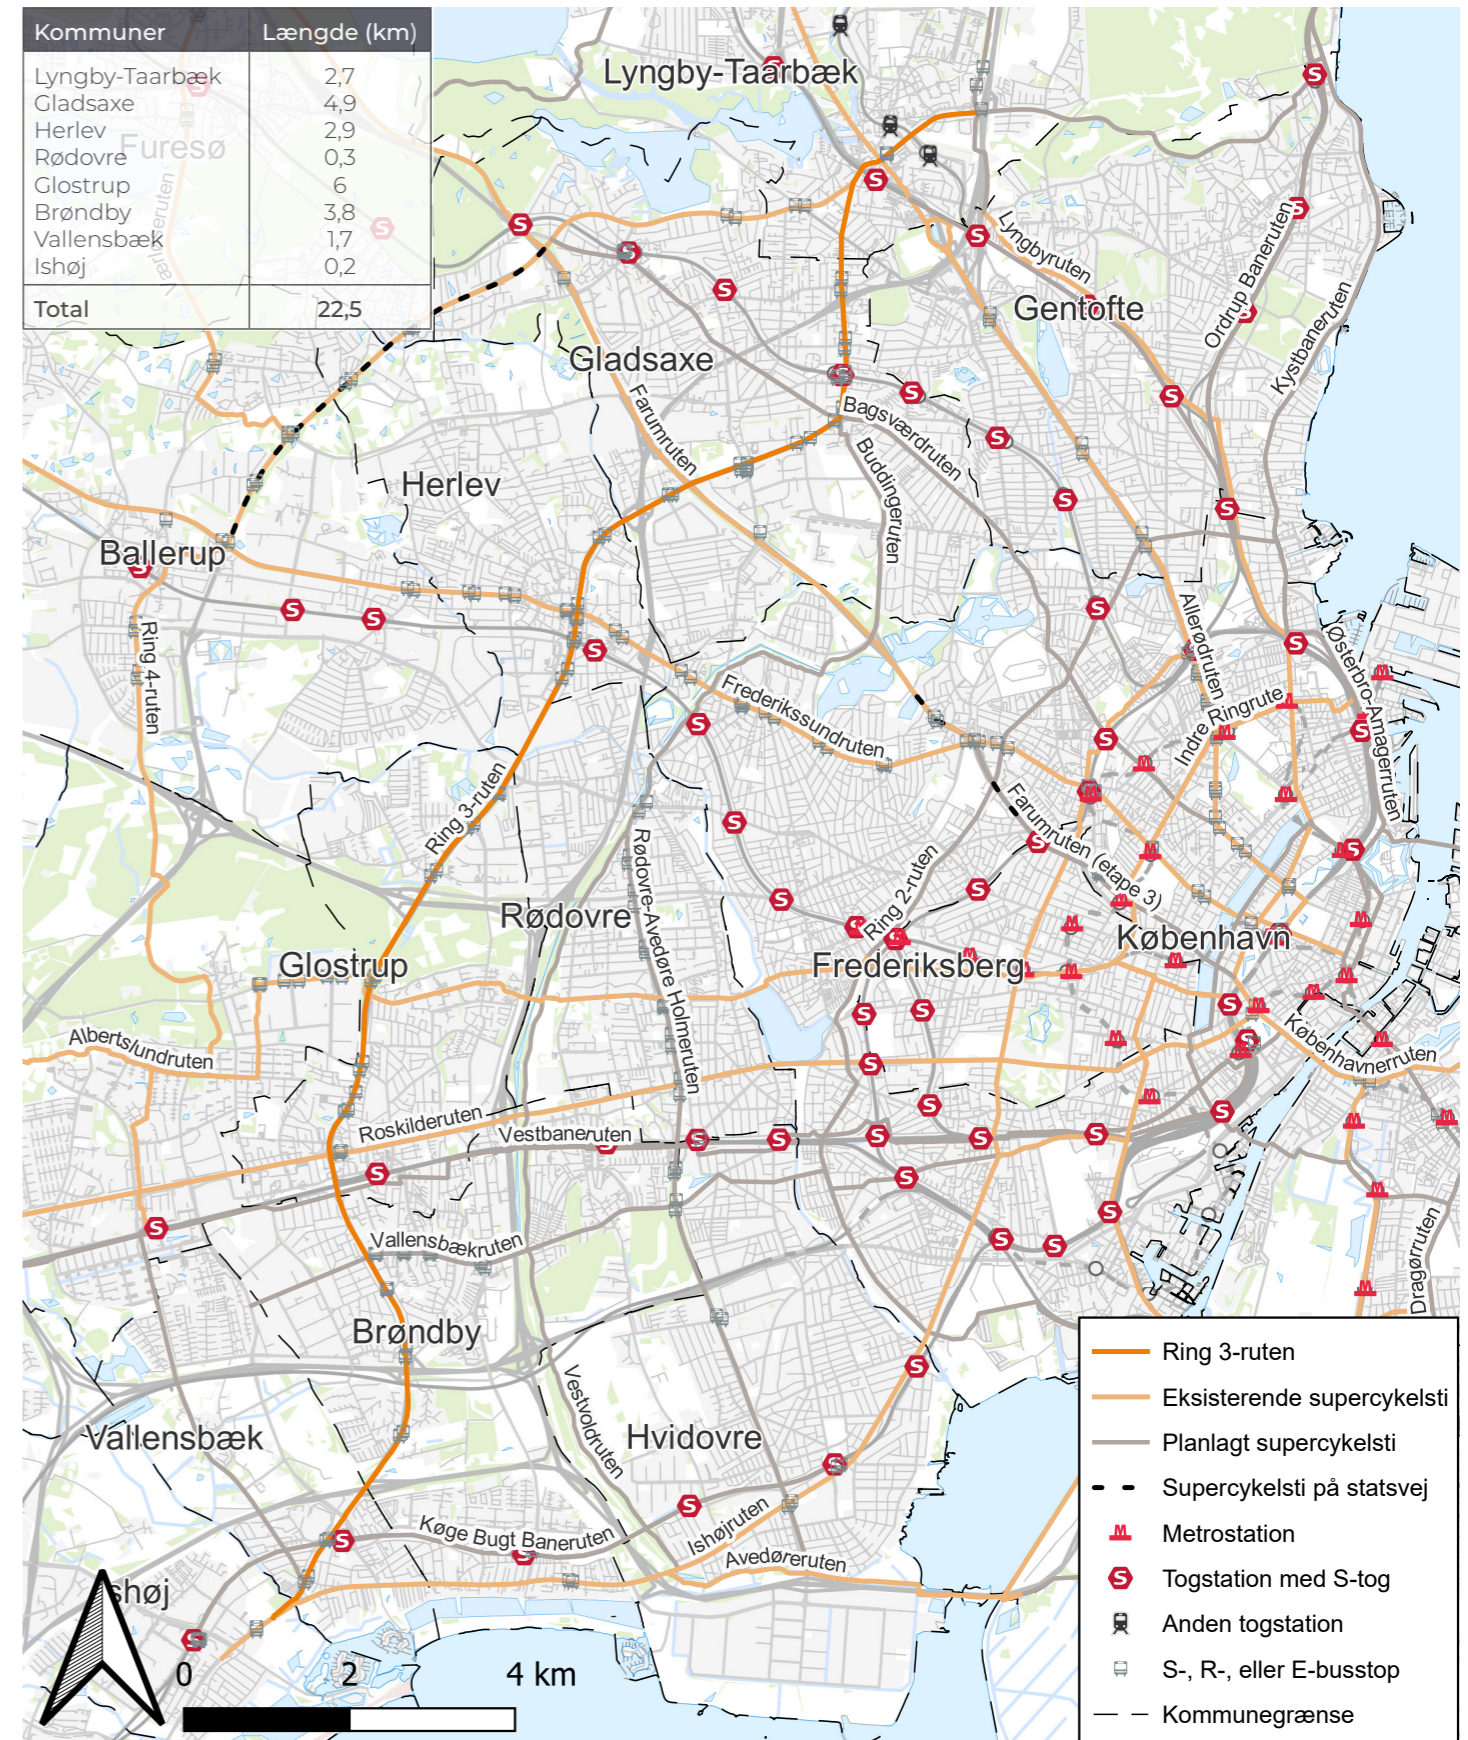 Kommuner Længde (km)
Lyngby-Taarbæk 2,7
Gladsaxe 4,9
Herlev 2,9
Rødovre 0,3
Glostrup 6
Brøndby 3,8
Vallensbæk 1,7
Ishøj 0,2
Total 22,5
Furesø
Værløseruten
Lyngby-Taarbæk
Lyngbyruten
Ordrup Baneruten
Gentofte
Kystbaneruten
Gladsaxe
Farumruten
Bagsværdruten
Buddingeruten
Herlev
Ballerup
Ring 4-ruten
Allerødruten
Østerbro-Amagerruten
Frederikssundruten
Indre Ringrute
Ring 3-ruten
Farumruten (etape 3)
Rødovre-Avedøre Holmeruten
Ring 2-ruten
Rødovre
København
Glostrup
Frederiksberg
Albertslundruten
Københavnerruten
Roskilderuten
Vestbaneruten
Vallensbækruten
Dragørruten
Brøndby
Vestvoldruten
Vallensbæk
Hvidovre
Køge Bugt Baneruten
Ishøjruten
Avedøreruten
Ishøj
0 2 4 km
Ring 3-ruten
Eksisterende supercykelsti
Planlagt supercykelsti
Supercykelsti på statsvej
Metrostation
Togstation med S-tog
Anden togstation
S-, R-, eller E-busstop
Kommunegrænse